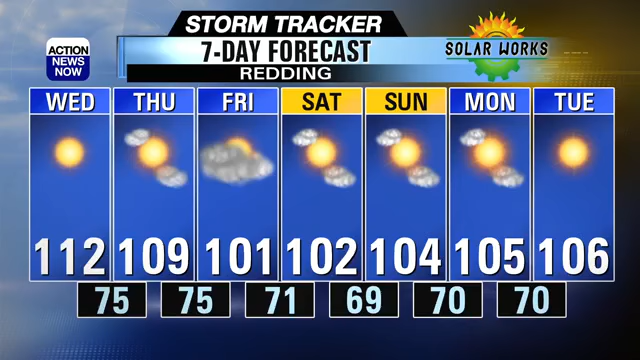 STORM TRACKER
ACTION
NEWS
NOW
7-DAY FORECAST
SOLAR WORKS
REDDING
WED THU FRI SAT SUN MON TUE
112 109 101 102 104 105 106
75 75 71 69 70 70